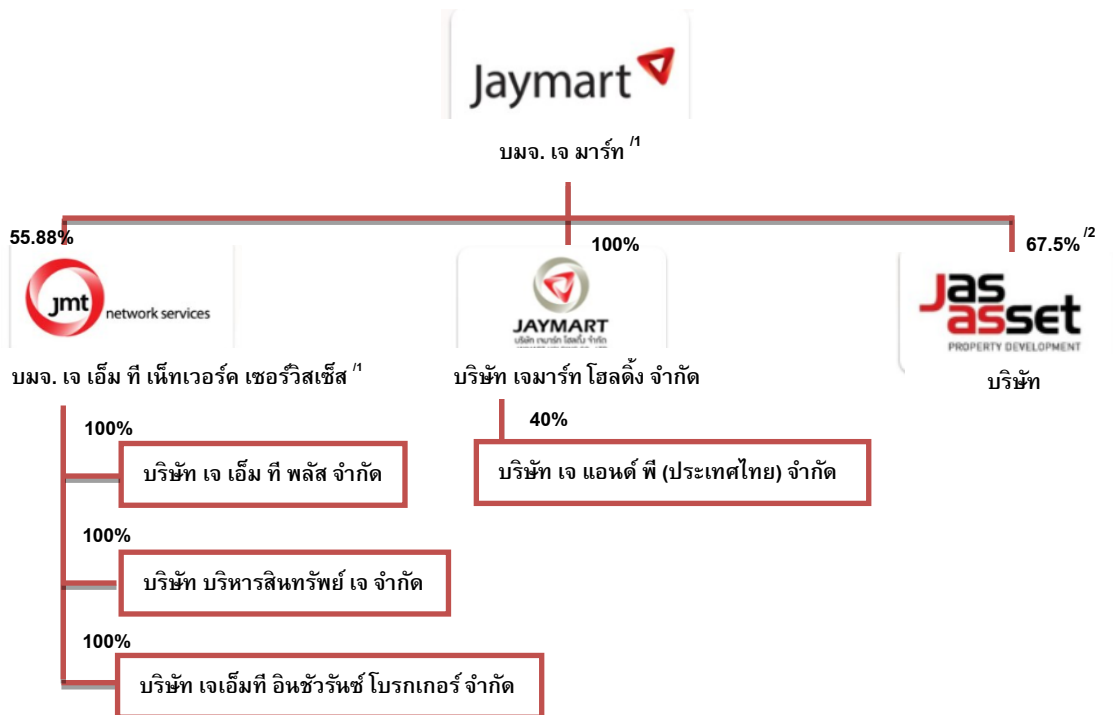 Jaymart
บมจ. เจ มาร์ท /1
55.88%
100%
67.5% /2
jmt network services
JAYMART
บริษัท เจมาร์ท โฮลดิ้ง จำกัด
Jas
asset
PROPERTY DEVELOPMENT
บมจ. เจ เอ็ม ที เน็ทเวอร์ค เซอร์วิสเซ็ส /1
บริษัท เจมาร์ท โฮลดิ้ง จำกัด
บริษัท
100%
บริษัท เจ เอ็ม ที พลัส จำกัด
40%
บริษัท เจ แอนด์ พี (ประเทศไทย) จำกัด
100%
บริษัท บริหารสินทรัพย์ เจ จำกัด
100%
บริษัท เจเอ็มที อินชัวรันซ์ โบรกเกอร์ จำกัด